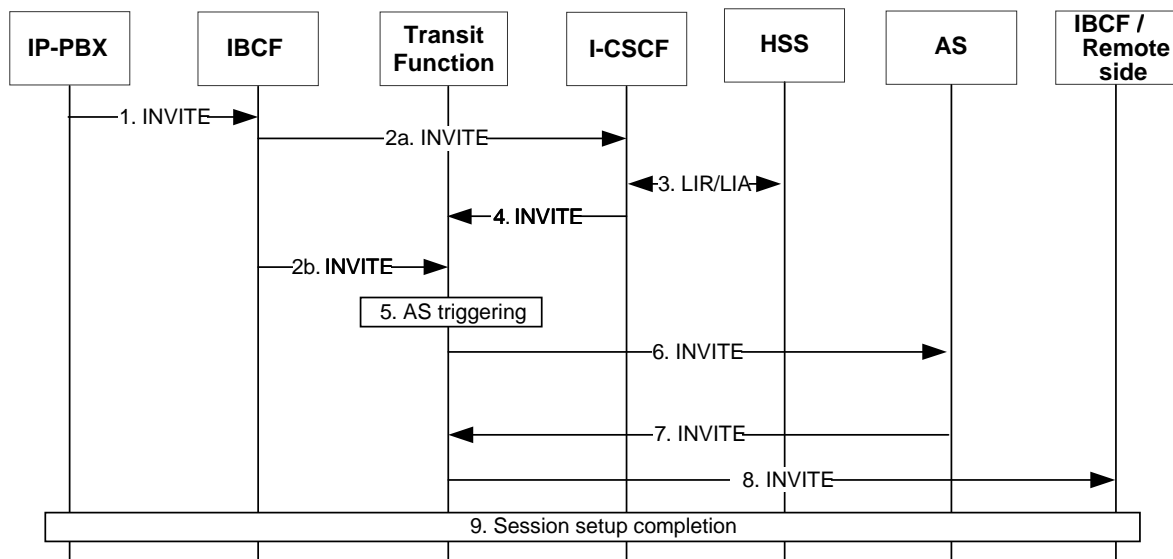 IP-PBX
IBCF
Transit
Function
I-CSCF
HSS
AS
IBCF /
Remote
side
1. INVITE
2a. INVITE
3. LIR/LIA
4. INVITE
2b. INVITE
5. AS triggering
6. INVITE
7. INVITE
8. INVITE
9. Session setup completion